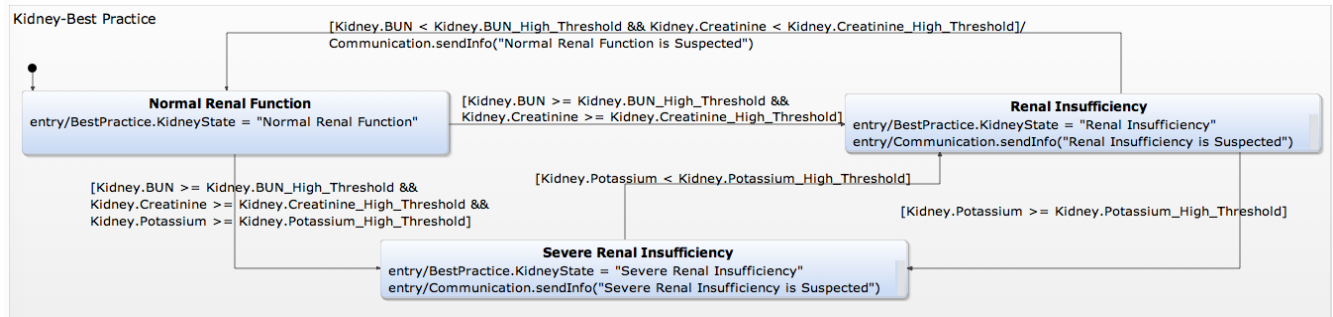 Kidney-Best Practice
[Kidney.BUN < Kidney.BUN_High_Threshold && Kidney.Creatinine < Kidney.Creatinine_High_Threshold]/
Communication.sendInfo("Normal Renal Function is Suspected")
Normal Renal Function
entry/BestPractice.KidneyState = "Normal Renal Function"
[Kidney.BUN >= Kidney.BUN_High_Threshold &&
Kidney.Creatinine >= Kidney.Creatinine_High_Threshold]
Renal Insufficiency
entry/BestPractice.KidneyState = "Renal Insufficiency"
entry/Communication.sendInfo("Renal Insufficiency is Suspected")
[Kidney.BUN >= Kidney.BUN_High_Threshold &&
Kidney.Creatinine >= Kidney.Creatinine_High_Threshold &&
Kidney.Potassium >= Kidney.Potassium_High_Threshold]
[Kidney.Potassium < Kidney.Potassium_High_Threshold]
[Kidney.Potassium >= Kidney.Potassium_High_Threshold]
Severe Renal Insufficiency
entry/BestPractice.KidneyState = "Severe Renal Insufficiency"
entry/Communication.sendInfo("Severe Renal Insufficiency is Suspected")